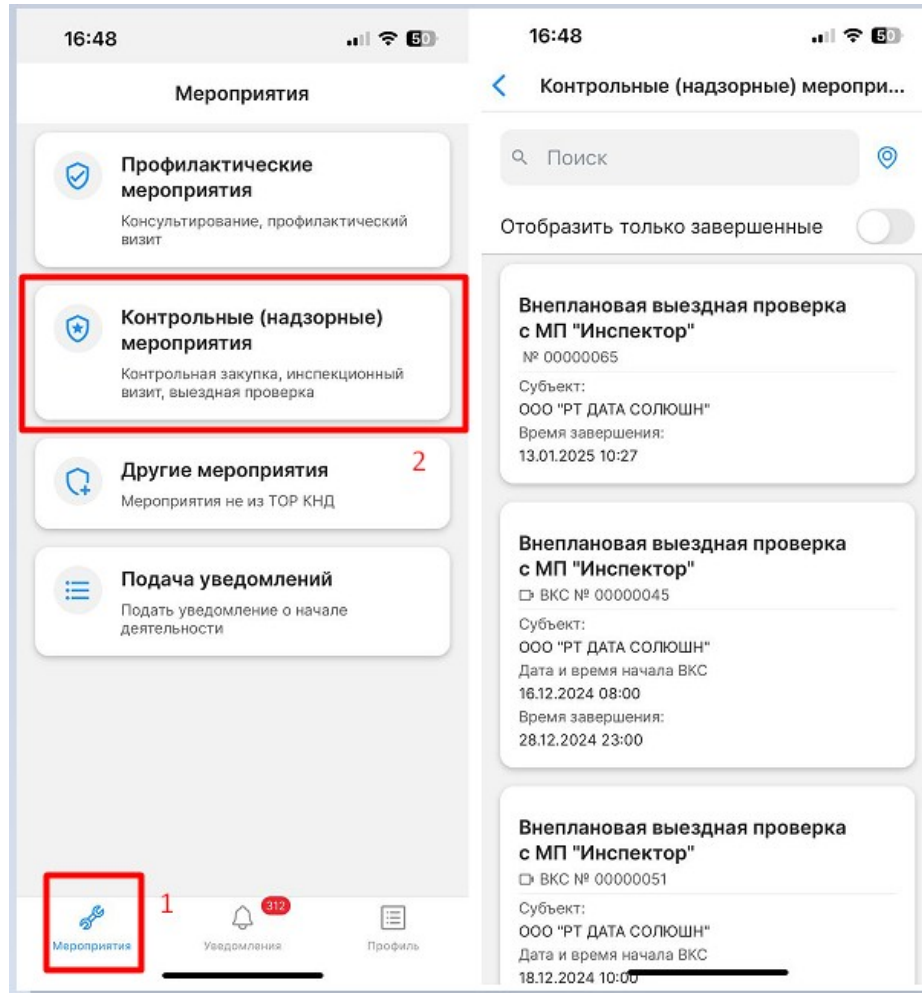 16:48
50
Мероприятия
Профилактические
мероприятия
Консультирование, профилактический
визит
Контрольные (надзорные)
мероприятия
Контрольная закупка, инспекционный
визит, выездная проверка
2
Другие мероприятия
Мероприятия не из ТОР КНД
Подача уведомлений
Подать уведомление о начале
деятельности
1
312
Мероприятия
Уведомления
Профиль
16:48
50
Контрольные (надзорные) меропри...
Поиск
Отобразить только завершенные
Внеплановая выездная проверка
с МП "Инспектор"
№ 00000065
Субъект:
ООО "РТ ДАТА СОЛЮШН"
Время завершения:
13.01.2025 10:27
Внеплановая выездная проверка
с МП "Инспектор"
ВКС № 00000045
Субъект:
ООО "РТ ДАТА СОЛЮШН"
Дата и время начала ВКС
16.12.2024 08:00
Время завершения:
28.12.2024 23:00
Внеплановая выездная проверка
с МП "Инспектор"
ВКС № 00000051
Субъект:
ООО "РТ ДАТА СОЛЮШН"
Дата и время начала ВКС
18.12.2024 10:00